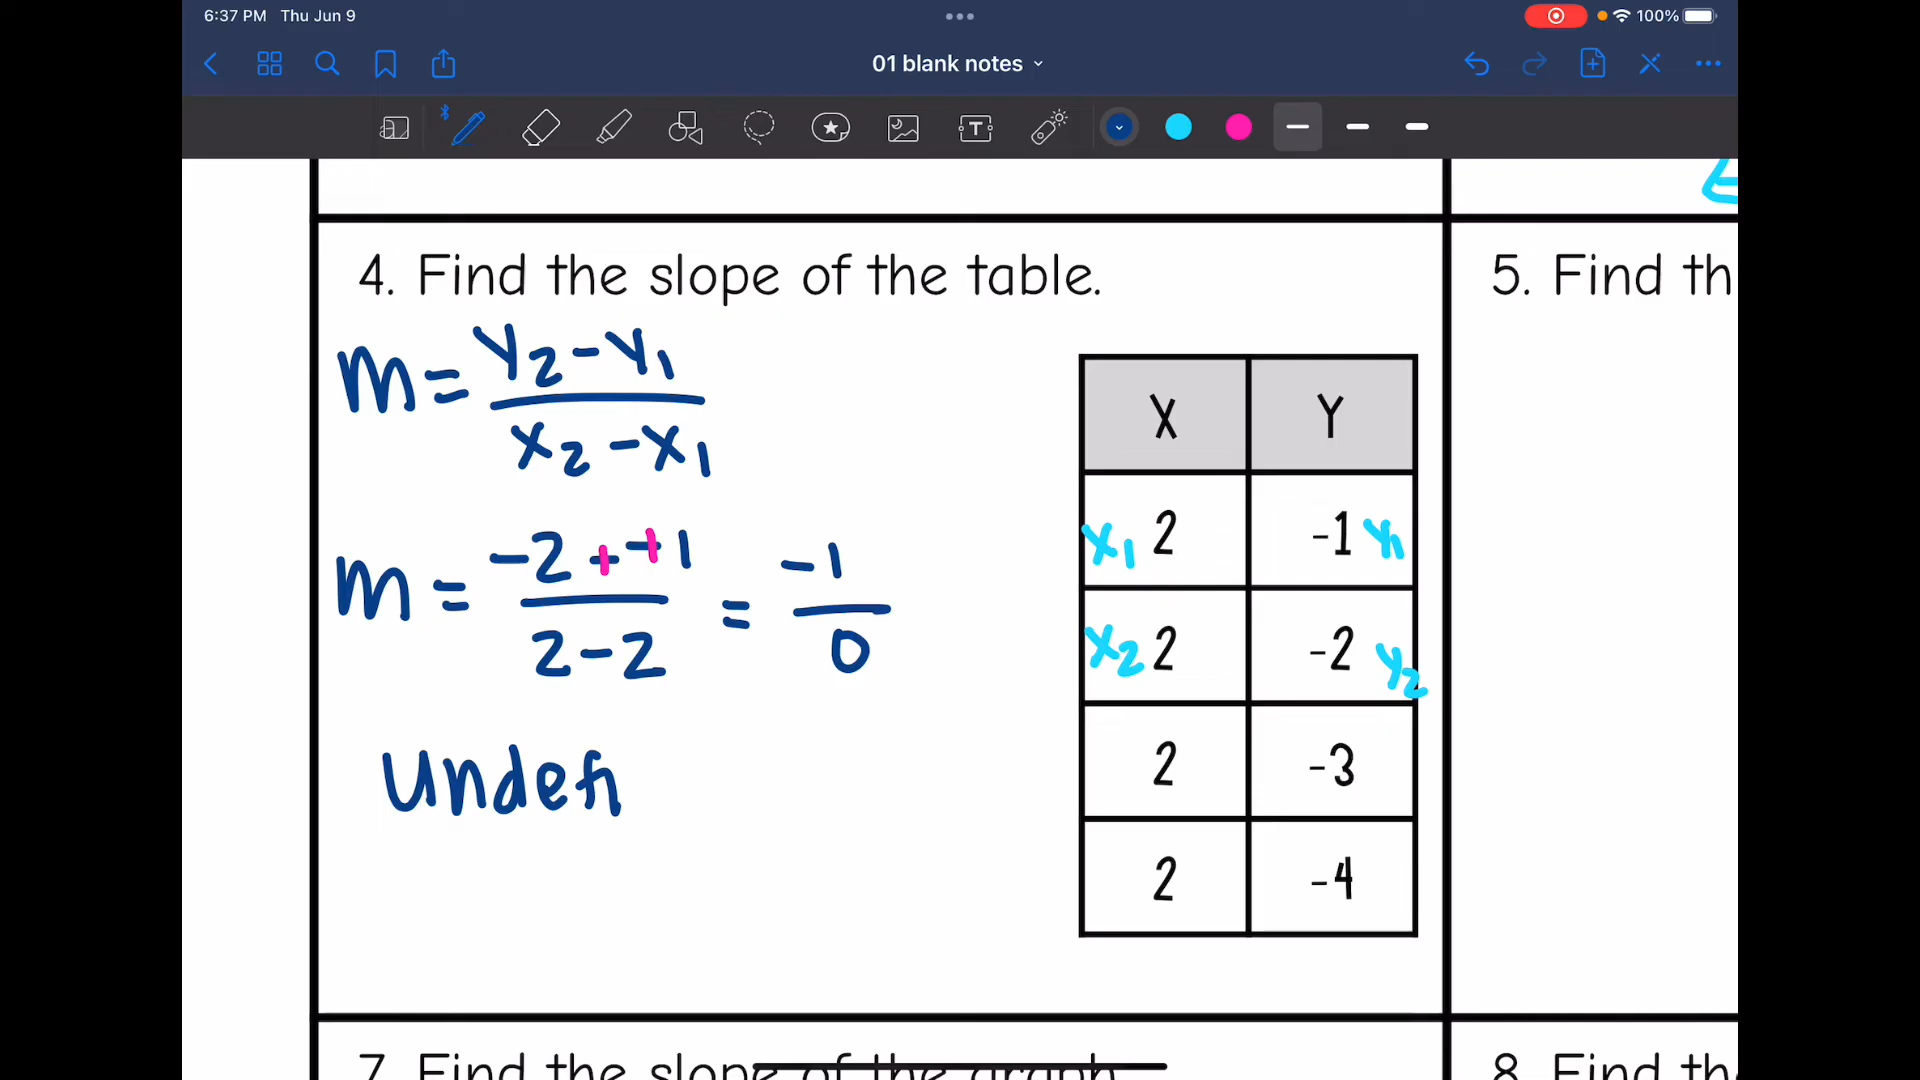 6:37 PM Thu Jun 9
100%
01 blank notes
T
4. Find the slope of the table.
5. Find th
m = y2 - y1
x2 - x1
m = -2 + +1 = -1
2 - 2 0
Undefi
X Y
x1 2 -1 y1
x2 2 -2 y2
2 -3
2 -4
7. Find the slope of the graph.
8. Find the